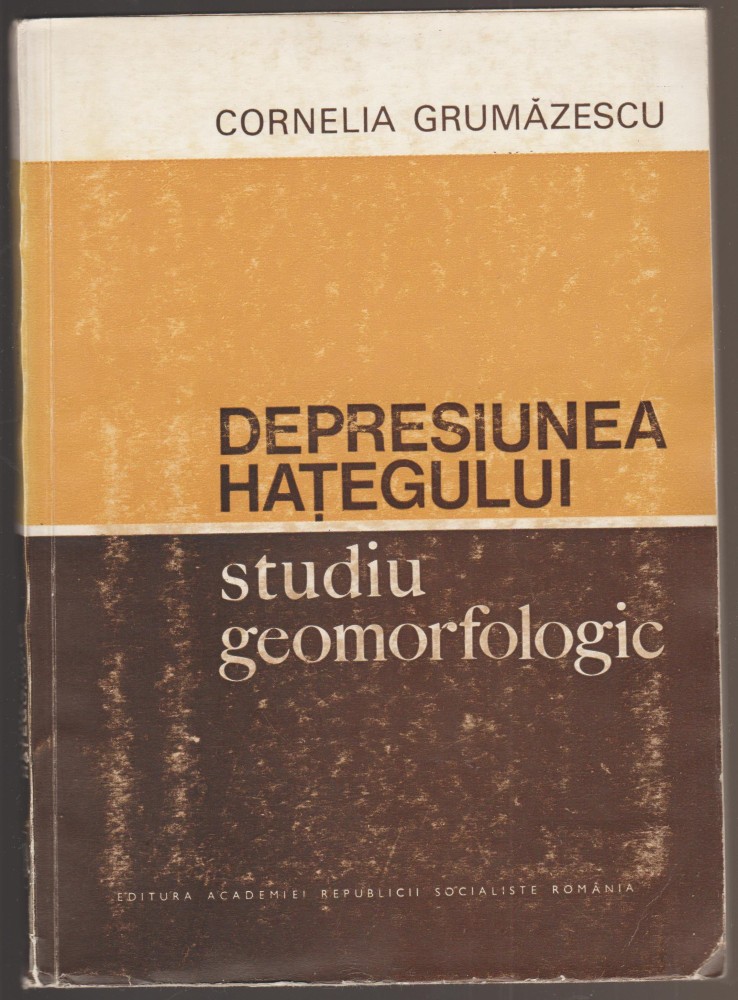 CORNELIA GRUMĂZESCU
DEPRESIUNEA
HAȚEGULUI
studiu
geomorfologic
EDITURA ACADEMIEI REPUBLICII SOCIALISTE ROMÂNIA